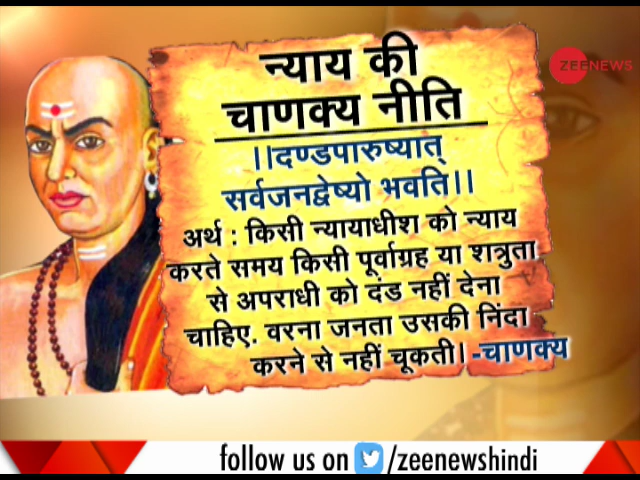 न्याय की
ZEENEWS
चाणक्य नीति
।।दण्डपारुष्यात्
सर्वजनद्वेष्यो भवति।।
अर्थ : किसी न्यायाधीश को न्याय
करते समय किसी पूर्वाग्रह या शत्रुता
से अपराधी को दंड नहीं देना
चाहिए. वरना जनता उसकी निंदा
करने से नहीं चूकती। -चाणक्य
follow us on /zeenewshindi